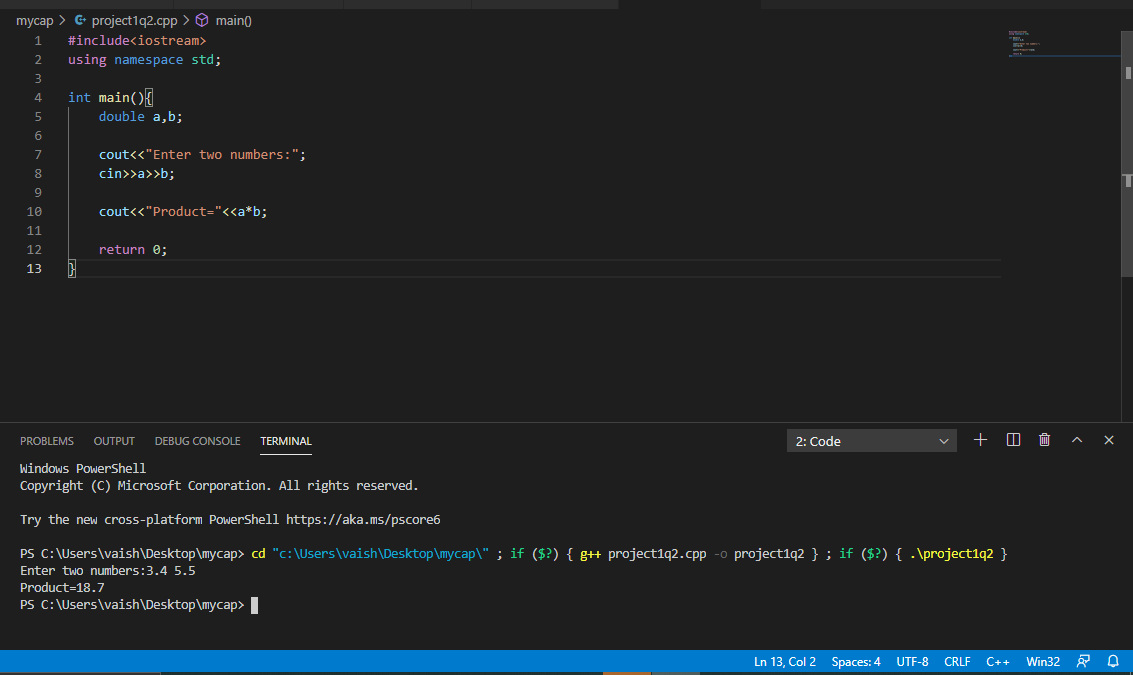 mycap > project1q2.cpp > main()
1 #include<iostream>
2 using namespace std;
3
4 int main(){
5     double a,b;
6
7     cout<<"Enter two numbers:";
8     cin>>a>>b;
9
10     cout<<"Product="<<a*b;
11
12     return 0;
13 }
PROBLEMS OUTPUT DEBUG CONSOLE TERMINAL 2: Code
Windows PowerShell
Copyright (C) Microsoft Corporation. All rights reserved.
Try the new cross-platform PowerShell https://aka.ms/pscore6
PS C:\Users\vaish\Desktop\mycap> cd "c:\Users\vaish\Desktop\mycap\" ; if ($?) { g++ project1q2.cpp -o project1q2 } ; if ($?) { .\project1q2 }
Enter two numbers:3.4 5.5
Product=18.7
PS C:\Users\vaish\Desktop\mycap>
Ln 13, Col 2 Spaces: 4 UTF-8 CRLF C++ Win32